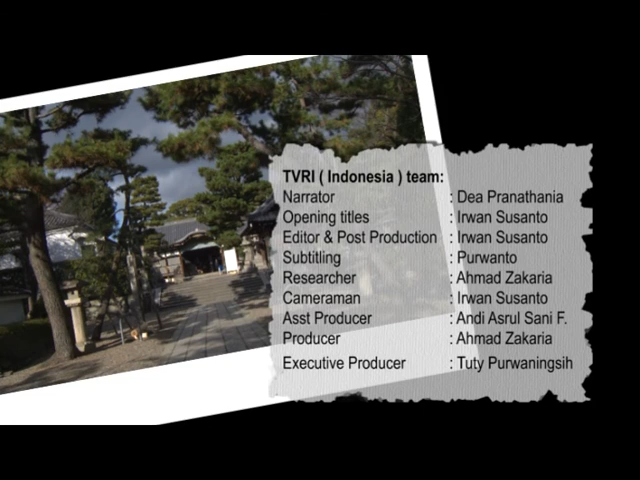 TVRI ( Indonesia ) team:
Narrator : Dea Pranathania
Opening titles : Irwan Susanto
Editor & Post Production : Irwan Susanto
Subtitling : Purwanto
Researcher : Ahmad Zakaria
Cameraman : Irwan Susanto
Asst Producer : Andi Asrul Sani F.
Producer : Ahmad Zakaria
Executive Producer : Tuty Purwaningsih